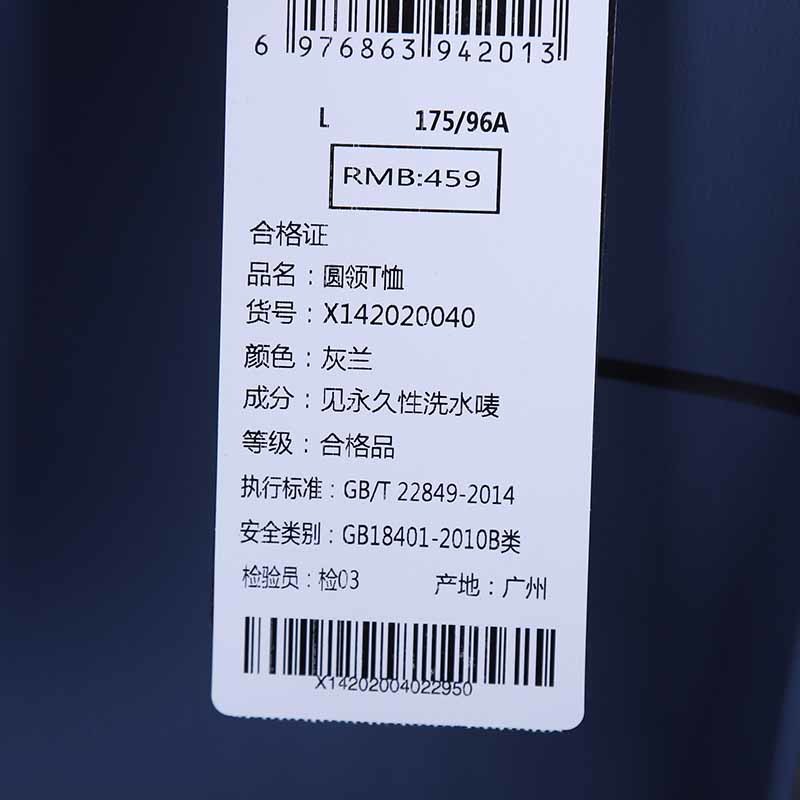 6 976863 942013
L 175/96A
RMB:459
合格证
品名：圆领T恤
货号：X142020040
颜色：灰兰
成分：见永久性洗水唛
等级：合格品
执行标准：GB/T 22849-2014
安全类别：GB18401-2010B类
检验员：检03 产地：广州
X14202004022950